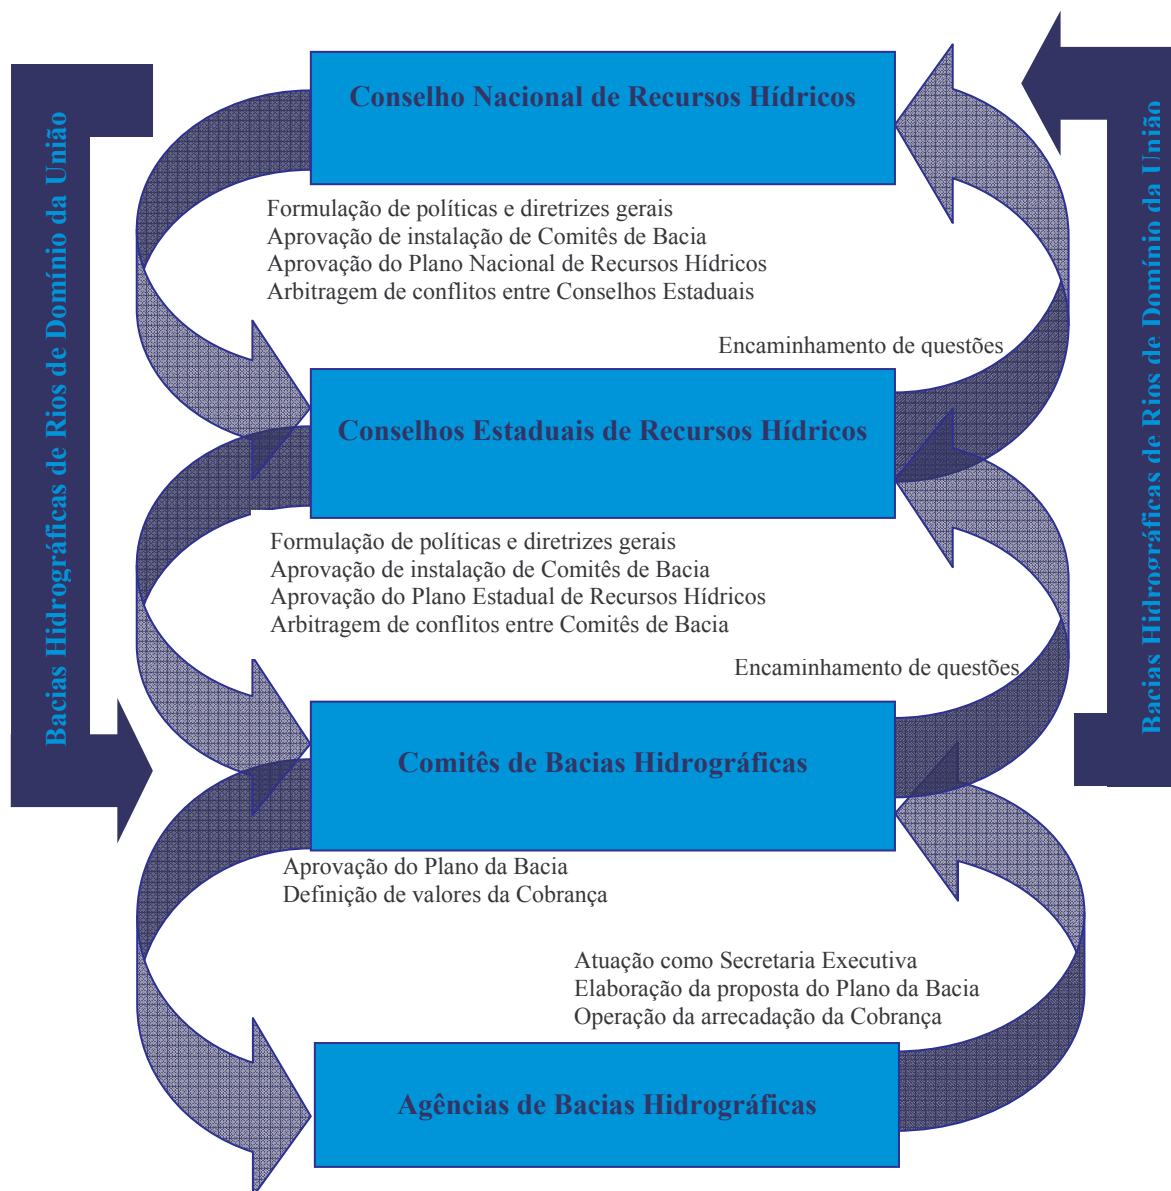 Conselho Nacional de Recursos Hídricos
Formulação de políticas e diretrizes gerais
Aprovação de instalação de Comitês de Bacia
Aprovação do Plano Nacional de Recursos Hídricos
Arbitragem de conflitos entre Conselhos Estaduais
Encaminhamento de questões
Conselhos Estaduais de Recursos Hídricos
Formulação de políticas e diretrizes gerais
Aprovação de instalação de Comitês de Bacia
Aprovação do Plano Estadual de Recursos Hídricos
Arbitragem de conflitos entre Comitês de Bacia
Encaminhamento de questões
Comitês de Bacias Hidrográficas
Aprovação do Plano da Bacia
Definição de valores da Cobrança
Atuação como Secretaria Executiva
Elaboração da proposta do Plano da Bacia
Operação da arrecadação da Cobrança
Agências de Bacias Hidrográficas
Bacias Hidrográficas de Rios de Domínio da União
Bacias Hidrográficas de Rios de Domínio da União